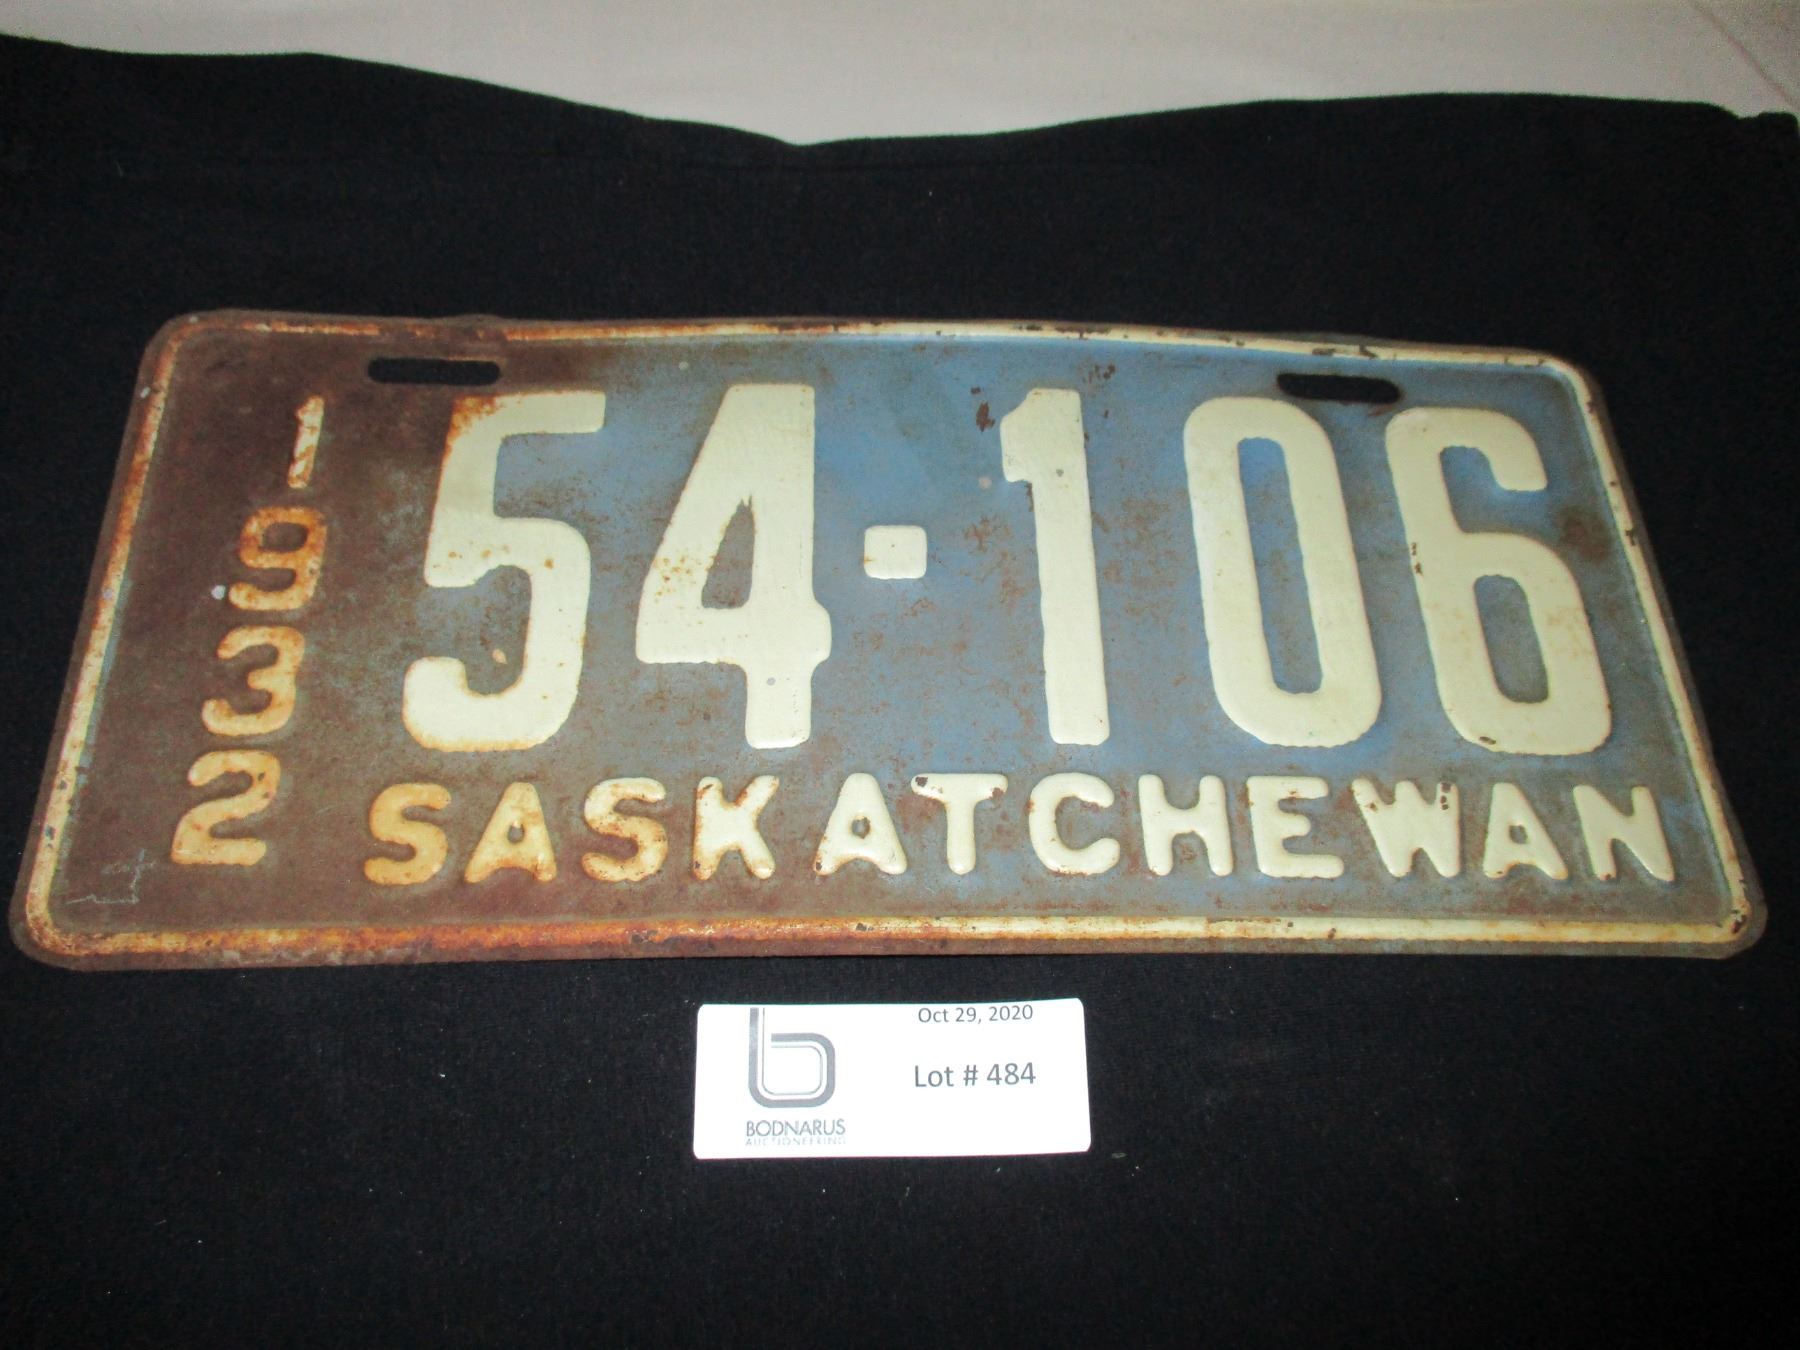 1932
54·106
SASKATCHEWAN
Oct 29, 2020
Lot # 484
b
BODNARUS
AUCTIONEERING